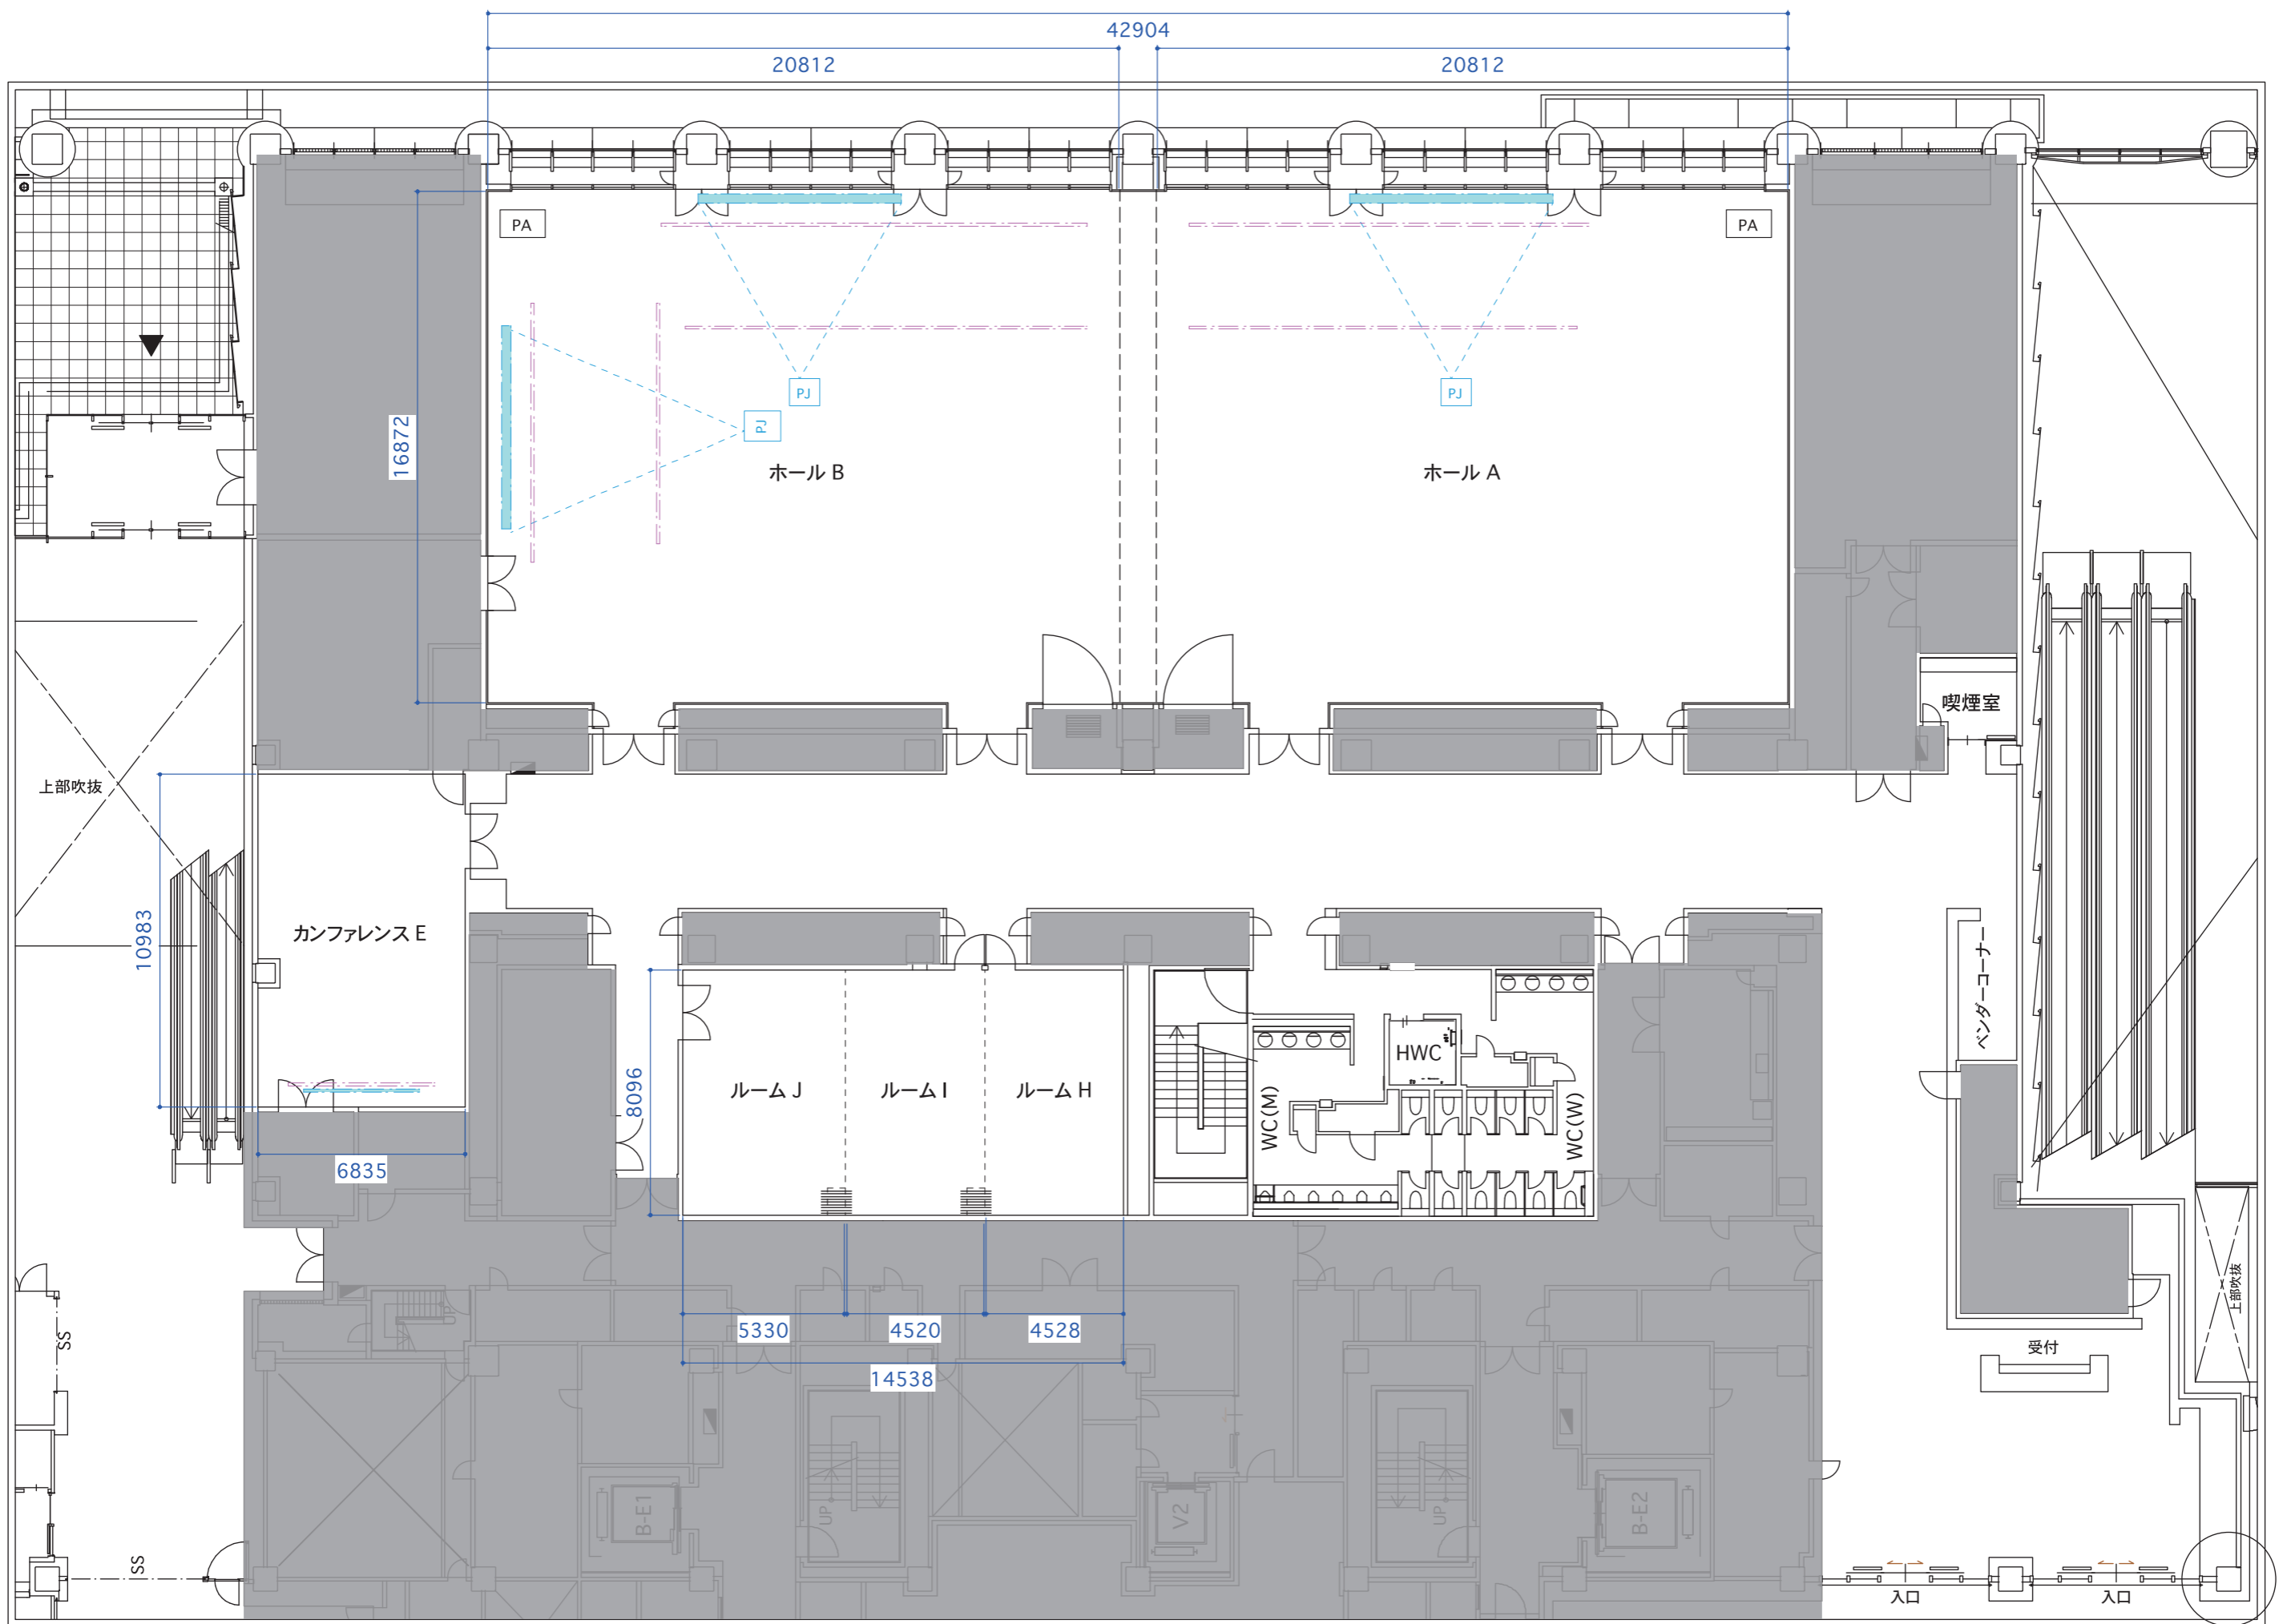 42904
20812
20812
PA
PA
PJ
PJ
PJ
16872
ホール B
ホール A
喫煙室
上部吹抜
10983
カンファレンス E
ベンダーコーナー
HWC
ルーム J
ルーム I
ルーム H
8096
WC(M)
WC(W)
6835
上部吹抜
UP
5330
4520
4528
SS
受付
14538
B-E1
UP
V2
UP
B-E2
SS
入口
入口